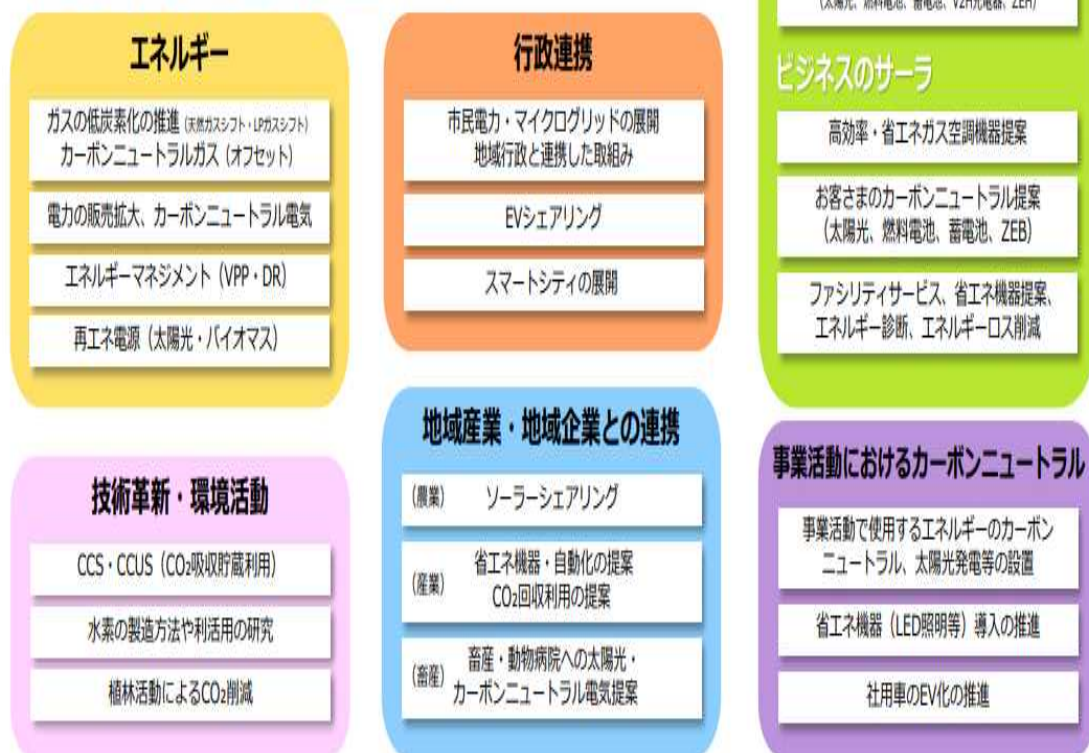 エネルギー
ガスの低炭素化の推進（天然ガスシフト・LPガスシフト）
カーボンニュートラルガス（オフセット）
電力の販売拡大、カーボンニュートラル電気
エネルギーマネジメント（VPP・DR）
再エネ電源（太陽光・バイオマス）
技術革新・環境活動
CCS・CCUS（CO₂吸収貯蔵利用）
水素の製造方法や利活用の研究
植林活動によるCO₂削減
行政連携
市民電力・マイクログリッドの展開
地域行政と連携した取組み
EVシェアリング
スマートシティの展開
地域産業・地域企業との連携
（農業） ソーラーシェアリング
（産業） 省エネ機器・自動化の提案
CO₂回収利用の提案
（畜産） 畜産・動物病院への太陽光・
カーボンニュートラル電気提案
（太陽光、燃料電池、蓄電池、V2H充電器、ZEH）
ビジネスのサーラ
高効率・省エネガス空調機器提案
お客さまのカーボンニュートラル提案
（太陽光、燃料電池、蓄電池、ZEB）
ファシリティサービス、省エネ機器提案、
エネルギー診断、エネルギーロス削減
事業活動におけるカーボンニュートラル
事業活動で使用するエネルギーのカーボン
ニュートラル、太陽光発電等の設置
省エネ機器（LED照明等）導入の推進
社用車のEV化の推進